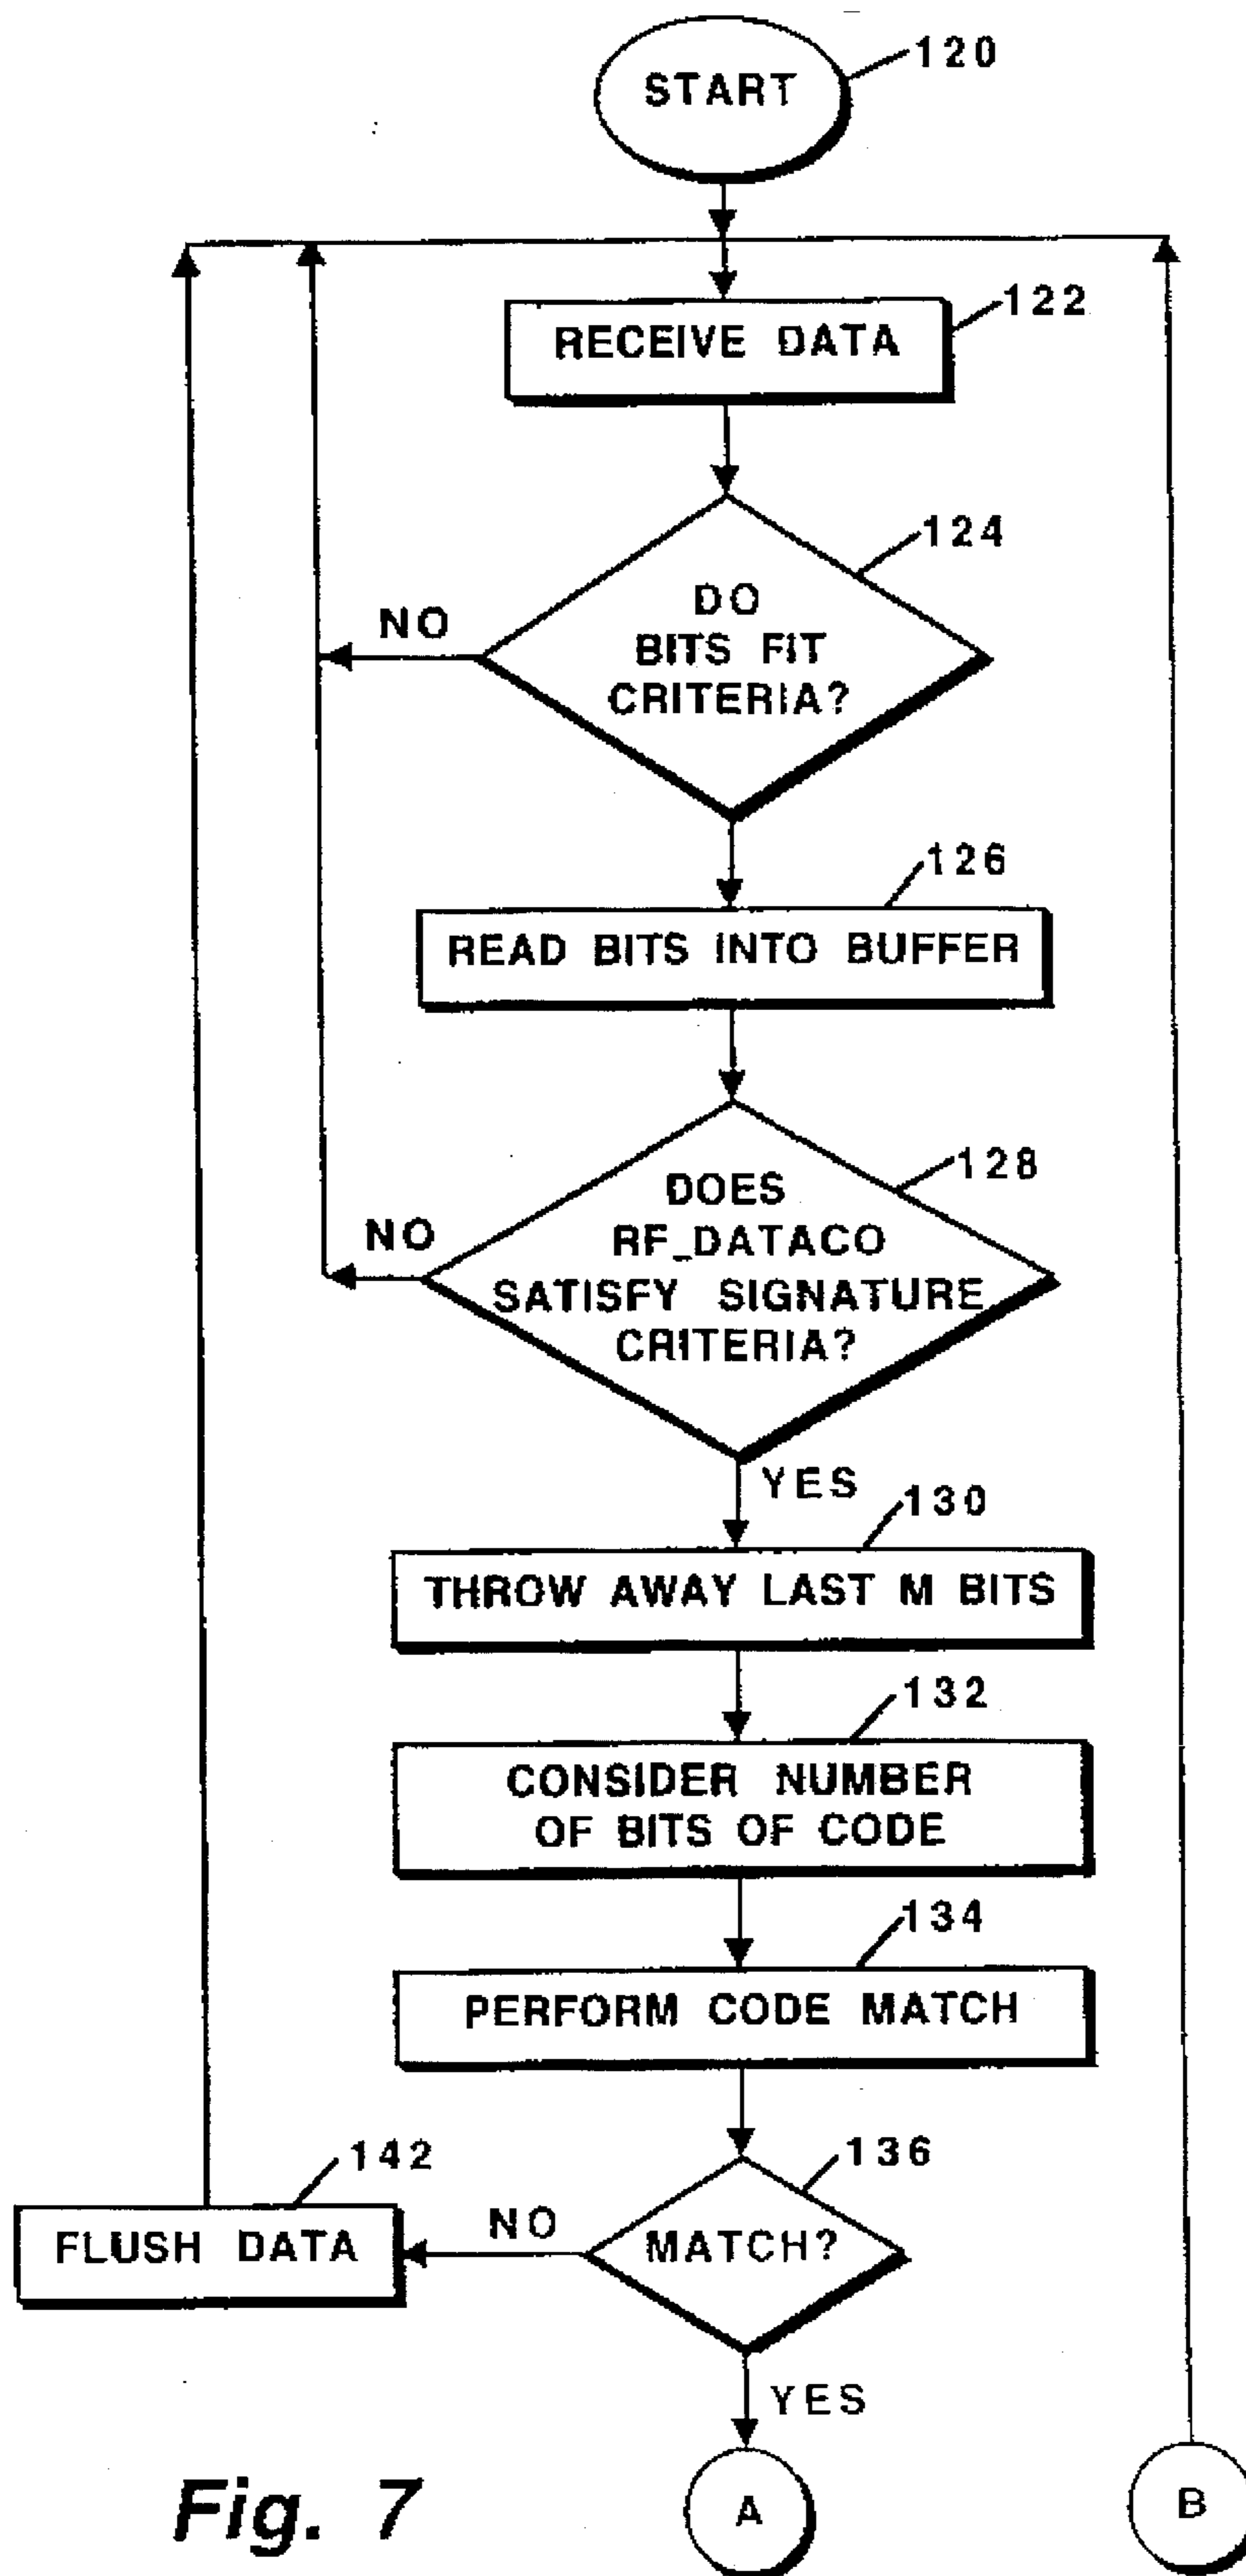 START
120
RECEIVE DATA
122
124
DO
BITS FIT
CRITERIA?
NO
126
READ BITS INTO BUFFER
128
DOES
RF_DATACO
SATISFY SIGNATURE
CRITERIA?
NO
YES
130
THROW AWAY LAST M BITS
132
CONSIDER NUMBER
OF BITS OF CODE
134
PERFORM CODE MATCH
136
142
FLUSH DATA
NO
MATCH?
YES
A
B
Fig. 7